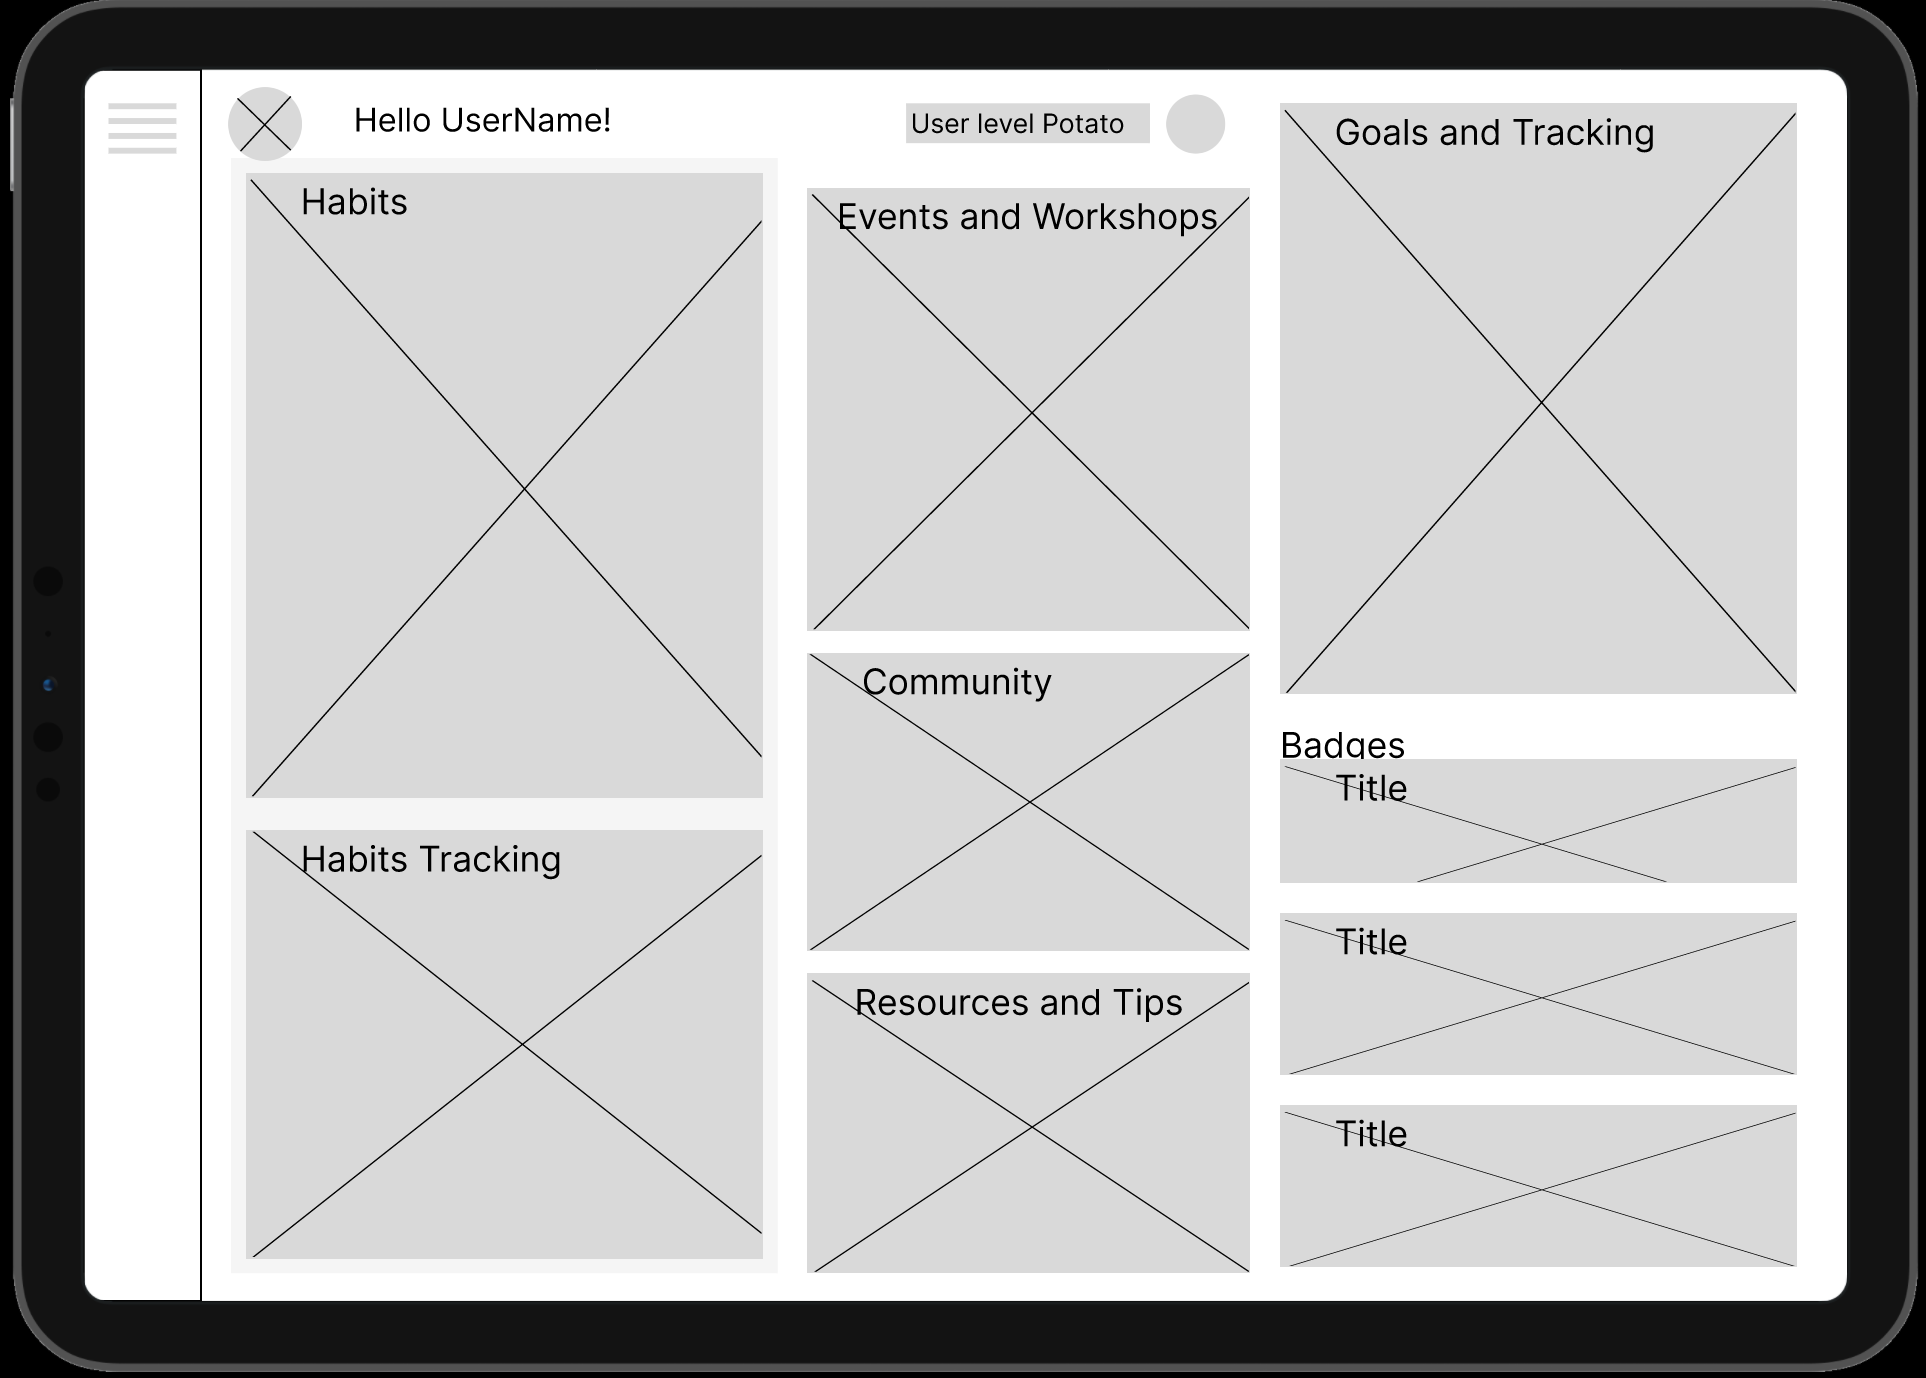 Hello UserName!
User level Potato
Habits
Habits Tracking
Events and Workshops
Community
Resources and Tips
Goals and Tracking
Badges
Title
Title
Title